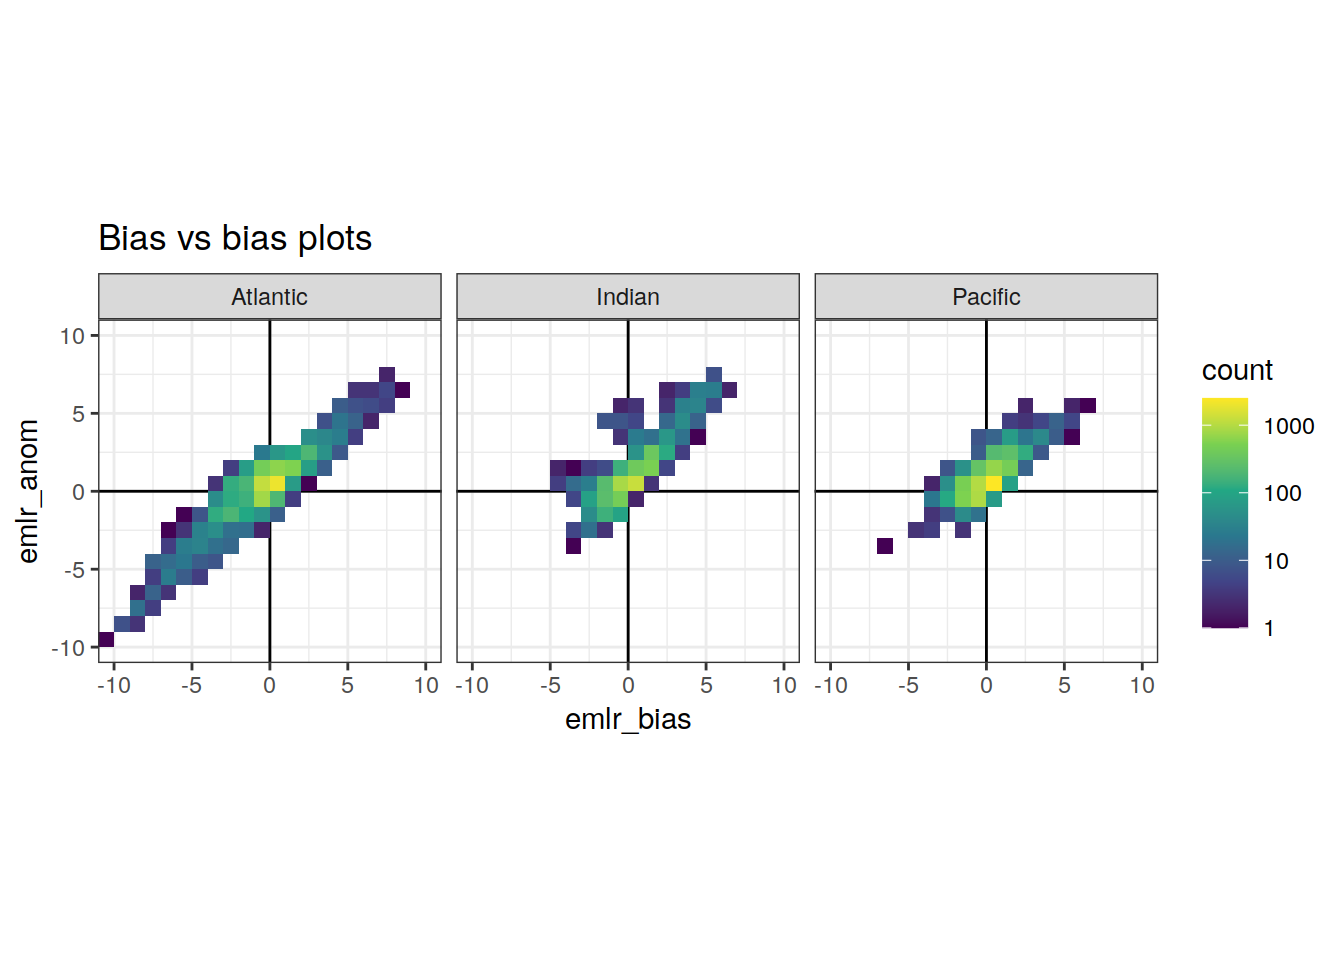 Bias vs bias plots
Atlantic Indian Pacific
10
5
0
-5
-10
emlr_anom
-10 -5 0 5 10 -10 -5 0 5 10 -10 -5 0 5 10
emlr_bias
count
1000
100
10
1